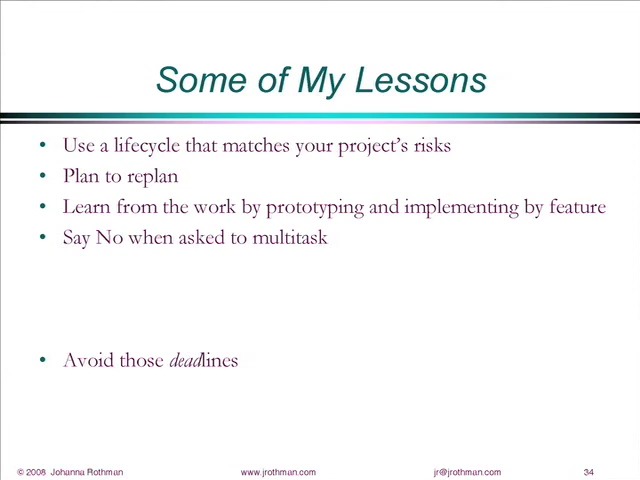 Some of My Lessons
• Use a lifecycle that matches your project's risks
• Plan to replan
• Learn from the work by prototyping and implementing by feature
• Say No when asked to multitask
• Avoid those deadlines
© 2008 Johanna Rothman www.jrothman.com jr@jrothman.com 34